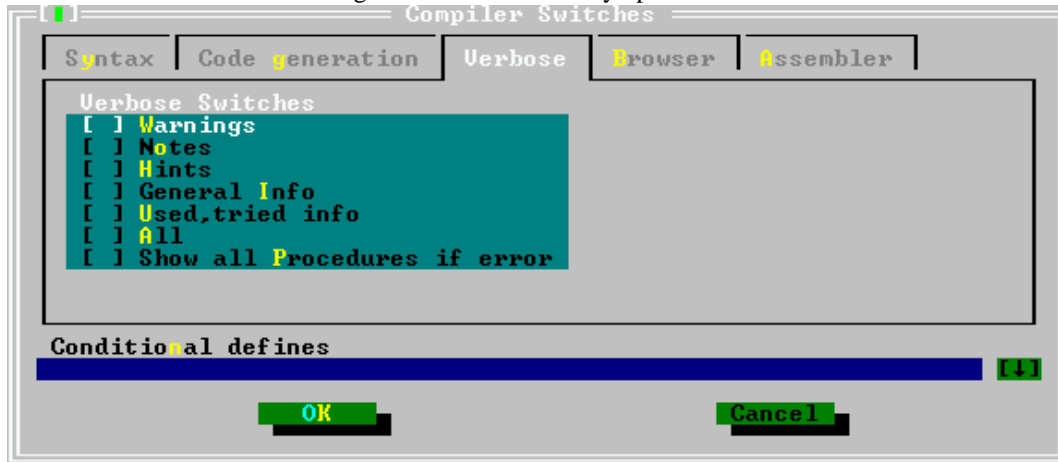 Compiler Switches
Syntax Code generation Verbose Browser Assembler
Verbose Switches
[ ] Warnings
[ ] Notes
[ ] Hints
[ ] General Info
[ ] Used,tried info
[ ] All
[ ] Show all Procedures if error
Conditional defines
[↓]
OK Cancel